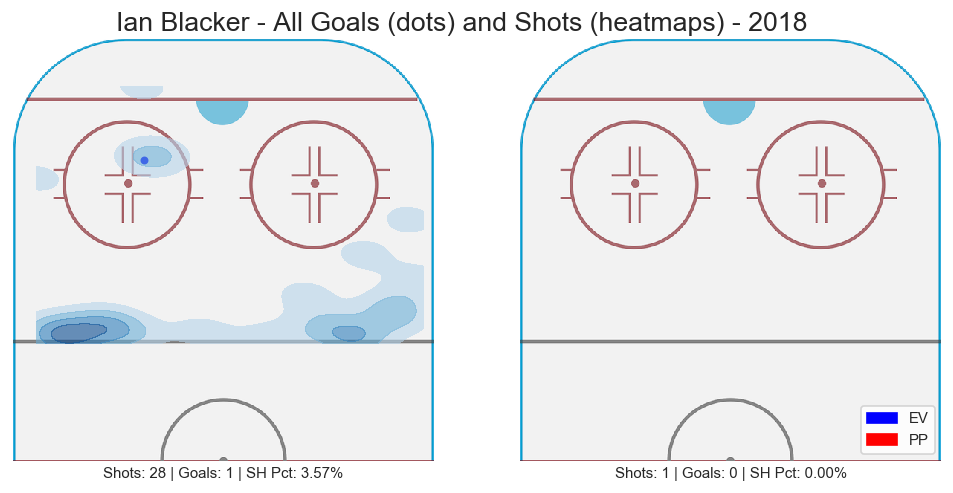 Ian Blacker - All Goals (dots) and Shots (heatmaps) - 2018
EV
PP
Shots: 28 | Goals: 1 | SH Pct: 3.57%
Shots: 1 | Goals: 0 | SH Pct: 0.00%